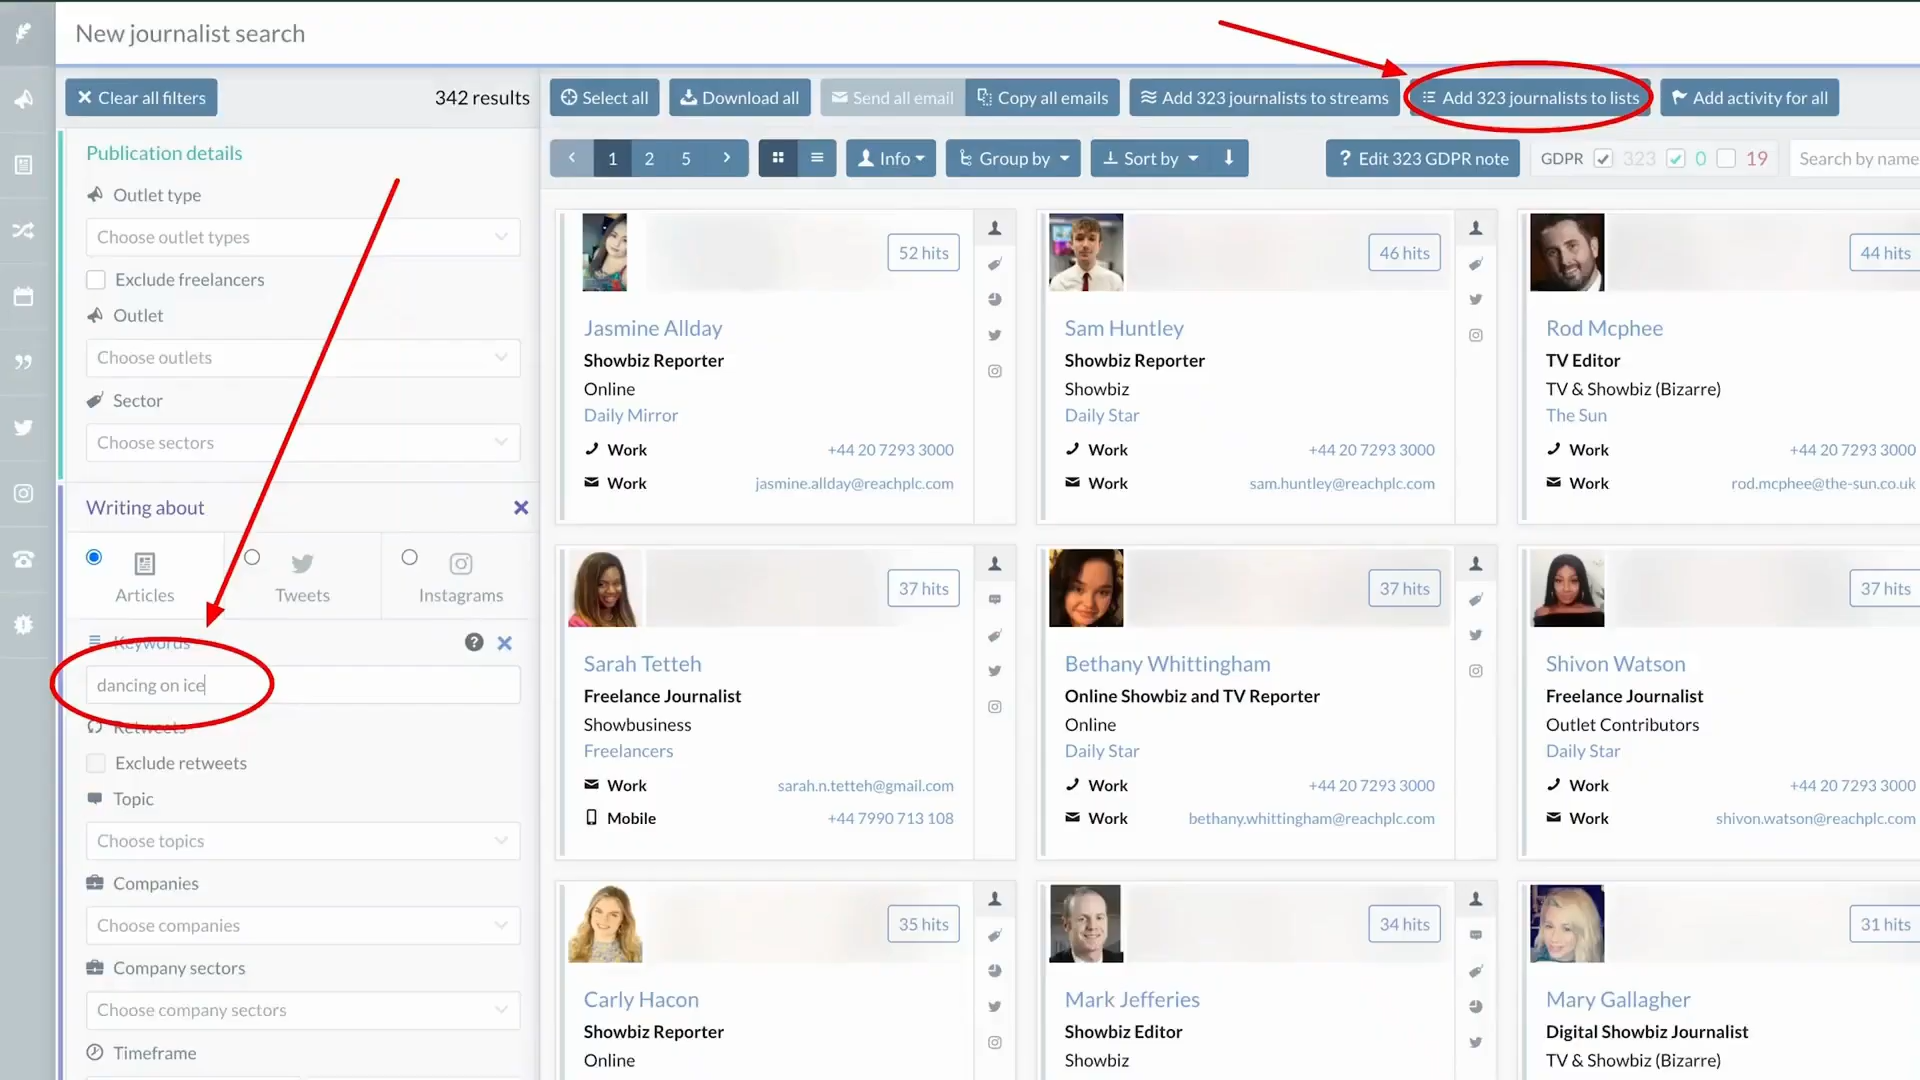 New journalist search
Clear all filters
342 results
Select all
Download all
Send all email
Copy all emails
Add 323 journalists to streams
Add 323 journalists to lists
Add activity for all
1 2 5
Info
Group by
Sort by
? Edit 323 GDPR note
GDPR 323 0 19
Search by name
Publication details
Outlet type
Choose outlet types
Exclude freelancers
Outlet
Choose outlets
Sector
Choose sectors
Writing about
Articles
Tweets
Instagrams
Keywords
dancing on ice
Retweets
Exclude retweets
Topic
Choose topics
Companies
Choose companies
Company sectors
Choose company sectors
Timeframe
52 hits
Jasmine Allday
Showbiz Reporter
Online
Daily Mirror
Work +44 20 7293 3000
Work jasmine.allday@reachplc.com
46 hits
Sam Huntley
Showbiz Reporter
Showbiz
Daily Star
Work +44 20 7293 3000
Work sam.huntley@reachplc.com
44 hits
Rod Mcphee
TV Editor
TV & Showbiz (Bizarre)
The Sun
Work +44 20 7293 3000
Work rod.mcphee@the-sun.co.uk
37 hits
Sarah Tetteh
Freelance Journalist
Showbusiness
Freelancers
Work sarah.n.tetteh@gmail.com
Mobile +44 7990 713 108
37 hits
Bethany Whittingham
Online Showbiz and TV Reporter
Online
Daily Star
Work +44 20 7293 3000
Work bethany.whittingham@reachplc.com
37 hits
Shivon Watson
Freelance Journalist
Outlet Contributors
Daily Star
Work +44 20 7293 3000
Work shivon.watson@reachplc.com
35 hits
Carly Hacon
Showbiz Reporter
Online
34 hits
Mark Jefferies
Showbiz Editor
Showbiz
31 hits
Mary Gallagher
Digital Showbiz Journalist
TV & Showbiz (Bizarre)